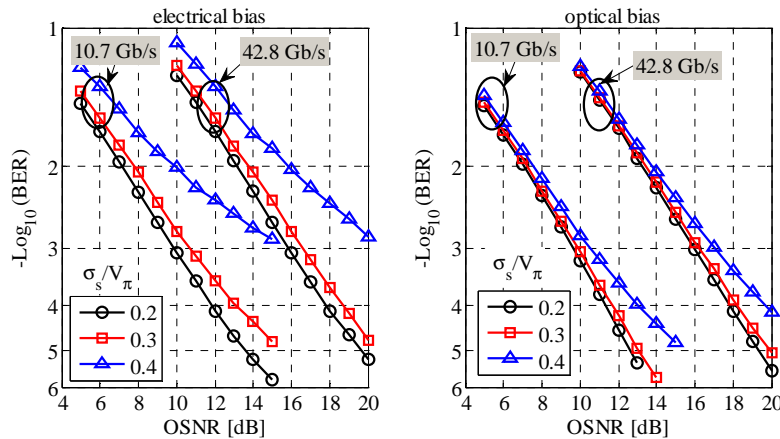 electrical bias
1
2
3
4
5
6
-Log10 (BER)
4 6 8 10 12 14 16 18 20
OSNR [dB]
10.7 Gb/s
42.8 Gb/s
σs/Vπ
0.2
0.3
0.4
optical bias
1
2
3
4
5
6
-Log10 (BER)
4 6 8 10 12 14 16 18 20
OSNR [dB]
10.7 Gb/s
42.8 Gb/s
σs/Vπ
0.2
0.3
0.4